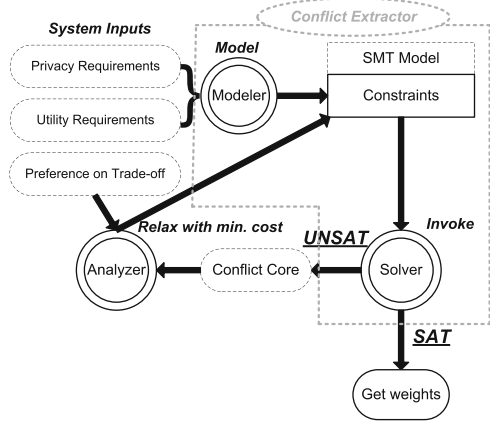 Conflict Extractor
System Inputs
Model
Privacy Requirements
Modeler
SMT Model
Constraints
Utility Requirements
Preference on Trade-off
Relax with min. cost
UNSAT
Invoke
Analyzer
Conflict Core
Solver
SAT
Get weights